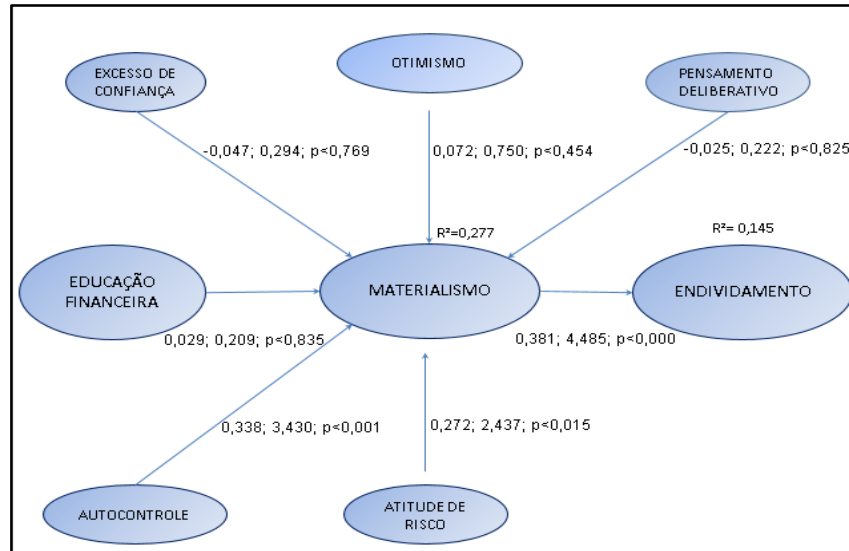 EXCESSO DE
CONFIANÇA
OTIMISMO
PENSAMENTO
DELIBERATIVO
-0,047; 0,294; p<0,769
0,072; 0,750; p<0,454
-0,025; 0,222; p<0,825
R²=0,277
R²= 0,145
EDUCAÇÃO
FINANCEIRA
MATERIALISMO
ENDIVIDAMENTO
0,029; 0,209; p<0,835
0,381; 4,485; p<0,000
0,338; 3,430; p<0,001
0,272; 2,437; p<0,015
AUTOCONTROLE
ATITUDE DE
RISCO